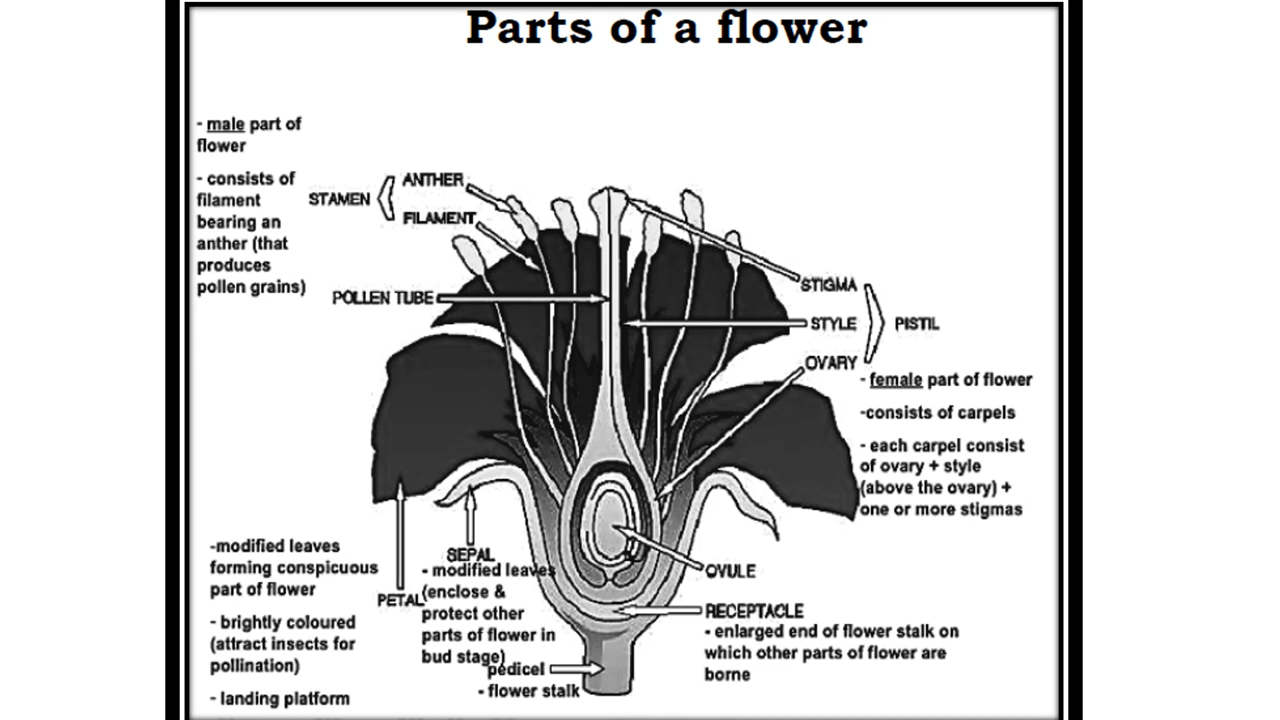 Parts of a flower
- male part of
flower
- consists of
filament
bearing an
anther (that
produces
pollen grains)
STAMEN
ANTHER
FILAMENT
POLLEN TUBE
STIGMA
STYLE
PISTIL
OVARY
- female part of flower
-consists of carpels
- each carpel consist
of ovary + style
(above the ovary) +
one or more stigmas
-modified leaves
forming conspicuous
part of flower
- brightly coloured
(attract insects for
pollination)
- landing platform
PETAL
SEPAL
- modified leaves
(enclose &
protect other
parts of flower in
bud stage)
pedicel
- flower stalk
OVULE
RECEPTACLE
- enlarged end of flower stalk on
which other parts of flower are
borne